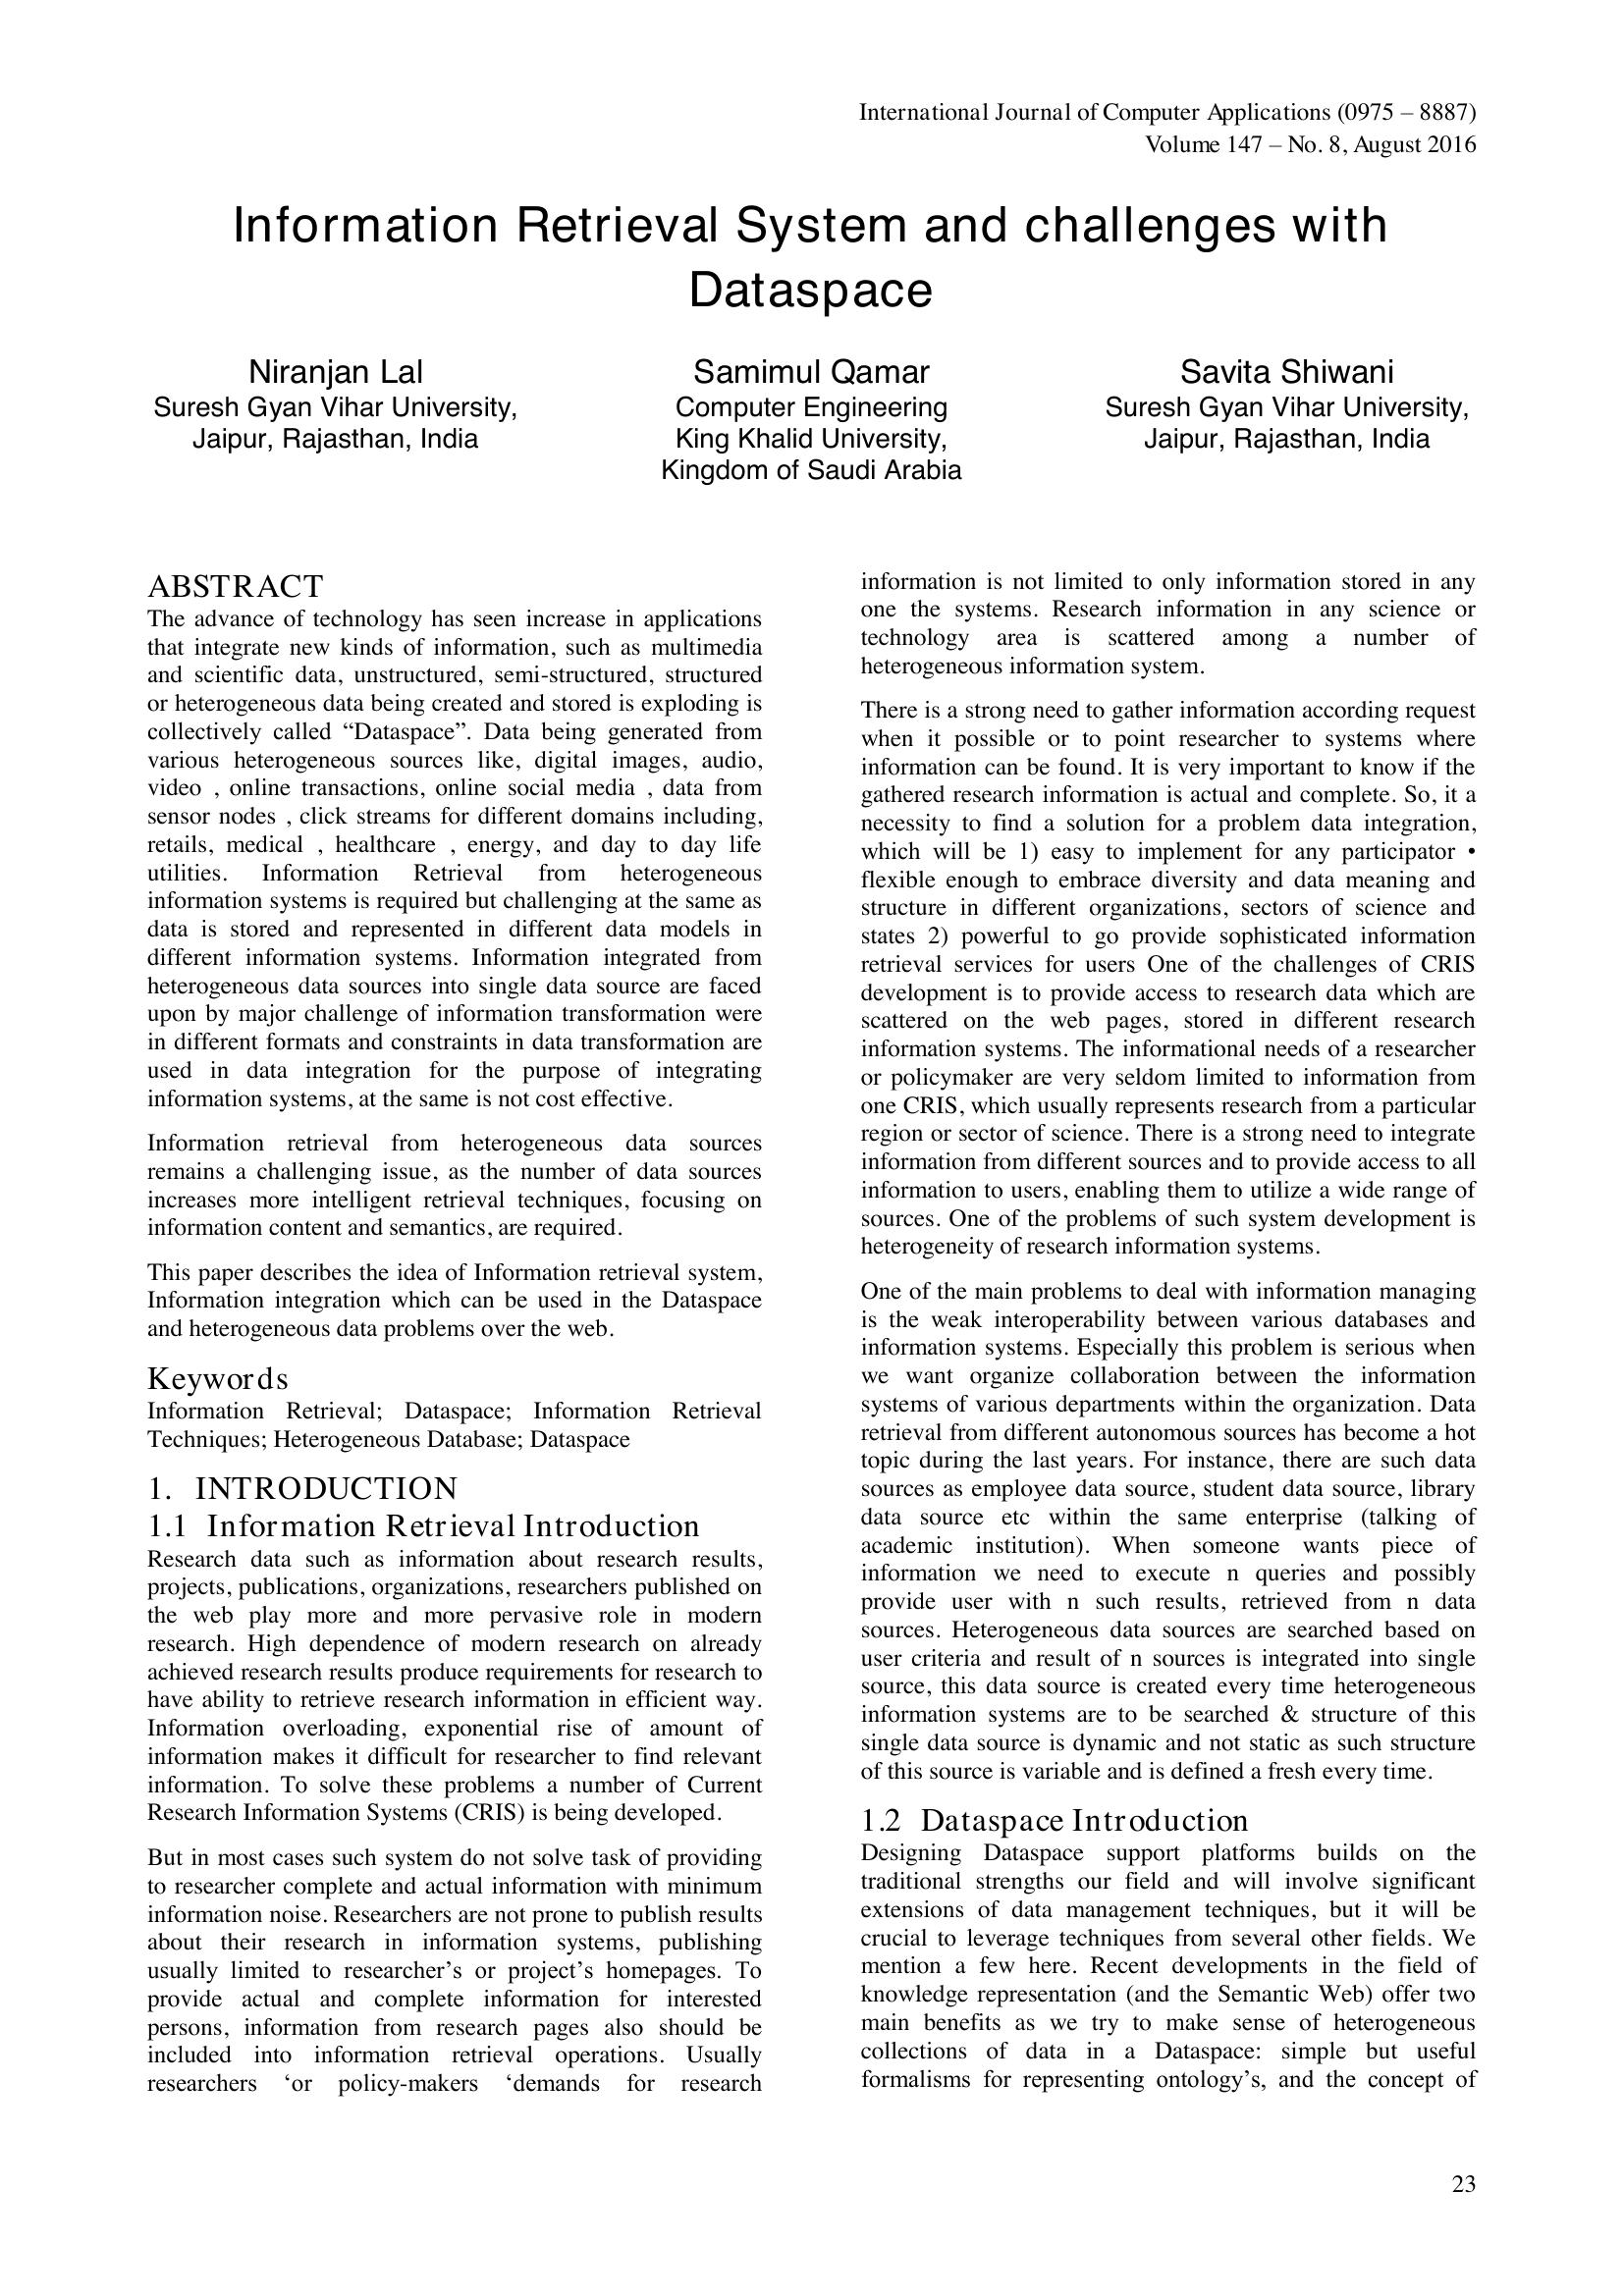 International Journal of Computer Applications (0975 – 8887)
Volume 147 – No. 8, August 2016
Information Retrieval System and challenges with
Dataspace
Niranjan Lal
Suresh Gyan Vihar University,
Jaipur, Rajasthan, India
Samimul Qamar
Computer Engineering
King Khalid University,
Kingdom of Saudi Arabia
Savita Shiwani
Suresh Gyan Vihar University,
Jaipur, Rajasthan, India
ABSTRACT
The advance of technology has seen increase in applications
that integrate new kinds of information, such as multimedia
and scientific data, unstructured, semi-structured, structured
or heterogeneous data being created and stored is exploding is
collectively called “Dataspace”. Data being generated from
various heterogeneous sources like, digital images, audio,
video , online transactions, online social media , data from
sensor nodes , click streams for different domains including,
retails, medical , healthcare , energy, and day to day life
utilities. Information Retrieval from heterogeneous
information systems is required but challenging at the same as
data is stored and represented in different data models in
different information systems. Information integrated from
heterogeneous data sources into single data source are faced
upon by major challenge of information transformation were
in different formats and constraints in data transformation are
used in data integration for the purpose of integrating
information systems, at the same is not cost effective.
Information retrieval from heterogeneous data sources
remains a challenging issue, as the number of data sources
increases more intelligent retrieval techniques, focusing on
information content and semantics, are required.
This paper describes the idea of Information retrieval system,
Information integration which can be used in the Dataspace
and heterogeneous data problems over the web.
Keywords
Information Retrieval; Dataspace; Information Retrieval
Techniques; Heterogeneous Database; Dataspace
1. INTRODUCTION
1.1 Information Retrieval Introduction
Research data such as information about research results,
projects, publications, organizations, researchers published on
the web play more and more pervasive role in modern
research. High dependence of modern research on already
achieved research results produce requirements for research to
have ability to retrieve research information in efficient way.
Information overloading, exponential rise of amount of
information makes it difficult for researcher to find relevant
information. To solve these problems a number of Current
Research Information Systems (CRIS) is being developed.
But in most cases such system do not solve task of providing
to researcher complete and actual information with minimum
information noise. Researchers are not prone to publish results
about their research in information systems, publishing
usually limited to researcher’s or project’s homepages. To
provide actual and complete information for interested
persons, information from research pages also should be
included into information retrieval operations. Usually
researchers ‘or policy-makers ‘demands for research
information is not limited to only information stored in any
one the systems. Research information in any science or
technology area is scattered among a number of
heterogeneous information system.
There is a strong need to gather information according request
when it possible or to point researcher to systems where
information can be found. It is very important to know if the
gathered research information is actual and complete. So, it a
necessity to find a solution for a problem data integration,
which will be 1) easy to implement for any participator •
flexible enough to embrace diversity and data meaning and
structure in different organizations, sectors of science and
states 2) powerful to go provide sophisticated information
retrieval services for users One of the challenges of CRIS
development is to provide access to research data which are
scattered on the web pages, stored in different research
information systems. The informational needs of a researcher
or policymaker are very seldom limited to information from
one CRIS, which usually represents research from a particular
region or sector of science. There is a strong need to integrate
information from different sources and to provide access to all
information to users, enabling them to utilize a wide range of
sources. One of the problems of such system development is
heterogeneity of research information systems.
One of the main problems to deal with information managing
is the weak interoperability between various databases and
information systems. Especially this problem is serious when
we want organize collaboration between the information
systems of various departments within the organization. Data
retrieval from different autonomous sources has become a hot
topic during the last years. For instance, there are such data
sources as employee data source, student data source, library
data source etc within the same enterprise (talking of
academic institution). When someone wants piece of
information we need to execute n queries and possibly
provide user with n such results, retrieved from n data
sources. Heterogeneous data sources are searched based on
user criteria and result of n sources is integrated into single
source, this data source is created every time heterogeneous
information systems are to be searched & structure of this
single data source is dynamic and not static as such structure
of this source is variable and is defined a fresh every time.
1.2 Dataspace Introduction
Designing Dataspace support platforms builds on the
traditional strengths our field and will involve significant
extensions of data management techniques, but it will be
crucial to leverage techniques from several other fields. We
mention a few here. Recent developments in the field of
knowledge representation (and the Semantic Web) offer two
main benefits as we try to make sense of heterogeneous
collections of data in a Dataspace: simple but useful
formalisms for representing ontology’s, and the concept of
23